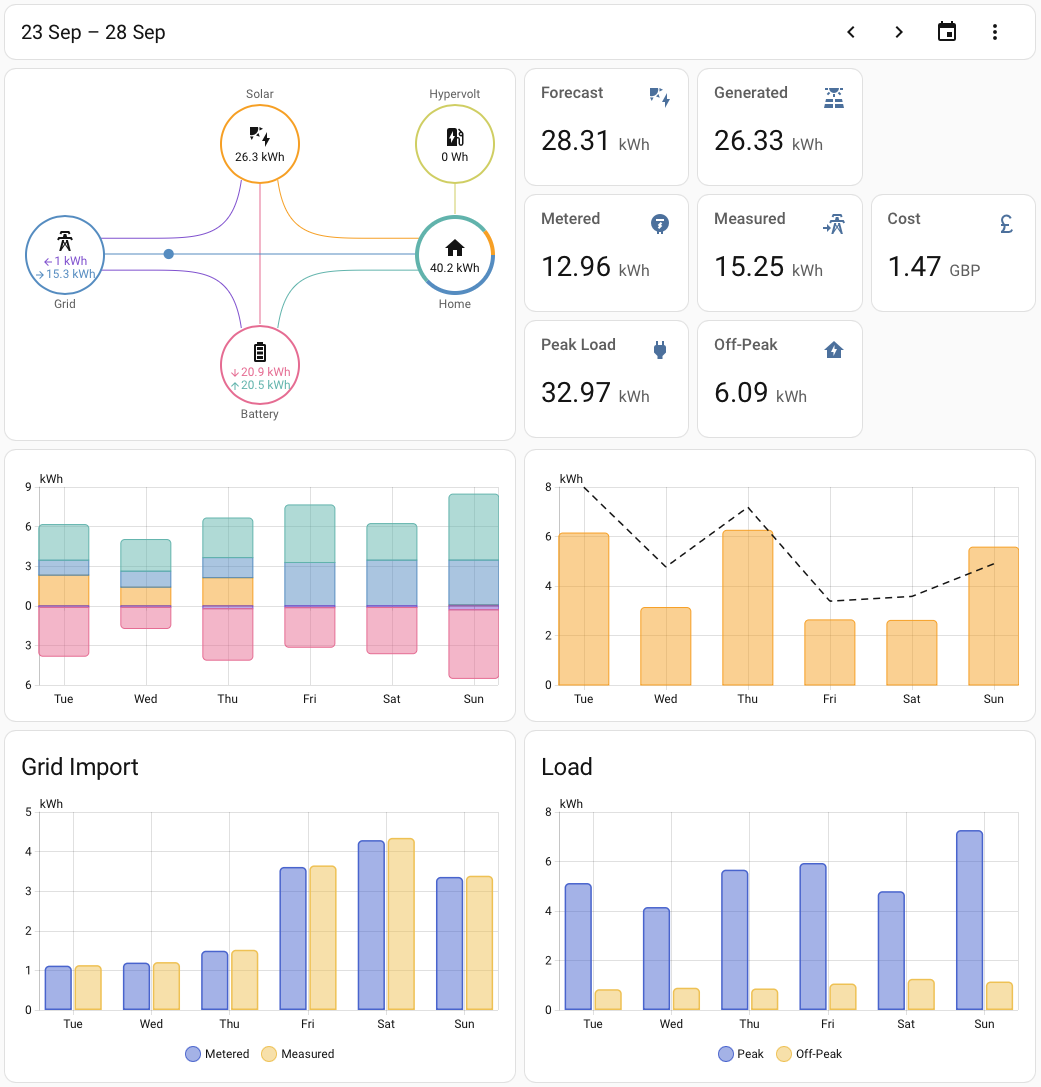 23 Sep – 28 Sep
Solar
26.3 kWh
Hypervolt
0 Wh
←1 kWh
→15.3 kWh
Grid
40.2 kWh
Home
↓20.9 kWh
↑20.5 kWh
Battery
Forecast
28.31 kWh
Generated
26.33 kWh
Metered
12.96 kWh
Measured
15.25 kWh
Cost
£
1.47 GBP
Peak Load
32.97 kWh
Off-Peak
6.09 kWh
kWh
9
6
3
0
3
6
Tue Wed Thu Fri Sat Sun
kWh
8
6
4
2
0
Tue Wed Thu Fri Sat Sun
Grid Import
kWh
5
4
3
2
1
0
Tue Wed Thu Fri Sat Sun
Metered Measured
Load
kWh
8
6
4
2
0
Tue Wed Thu Fri Sat Sun
Peak Off-Peak